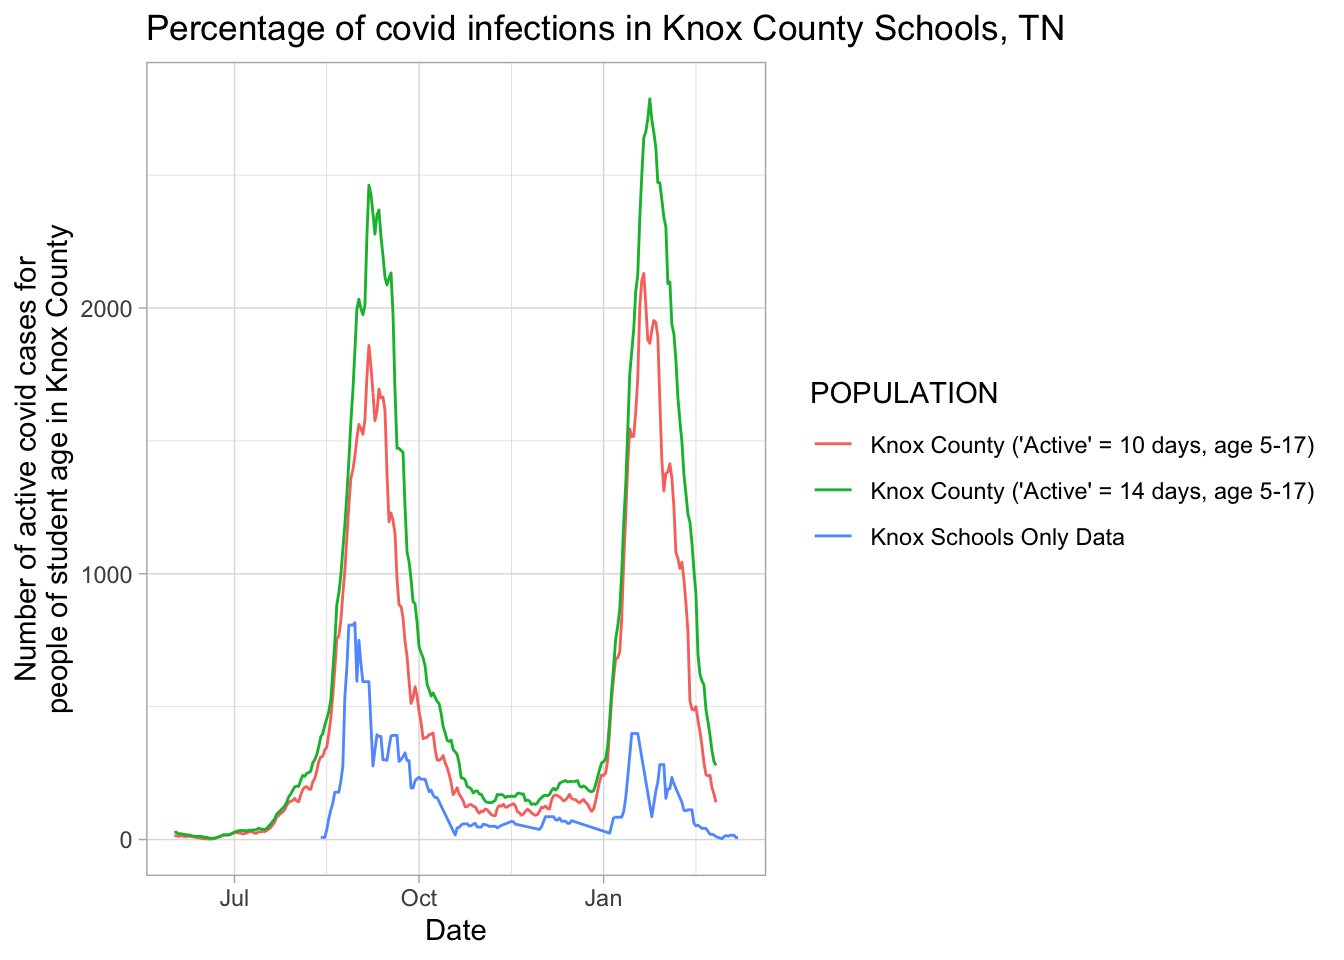 Percentage of covid infections in Knox County Schools, TN
Number of active covid cases for
people of student age in Knox County
2000
1000
0
Jul
Oct
Jan
Date
POPULATION
Knox County ('Active' = 10 days, age 5-17)
Knox County ('Active' = 14 days, age 5-17)
Knox Schools Only Data